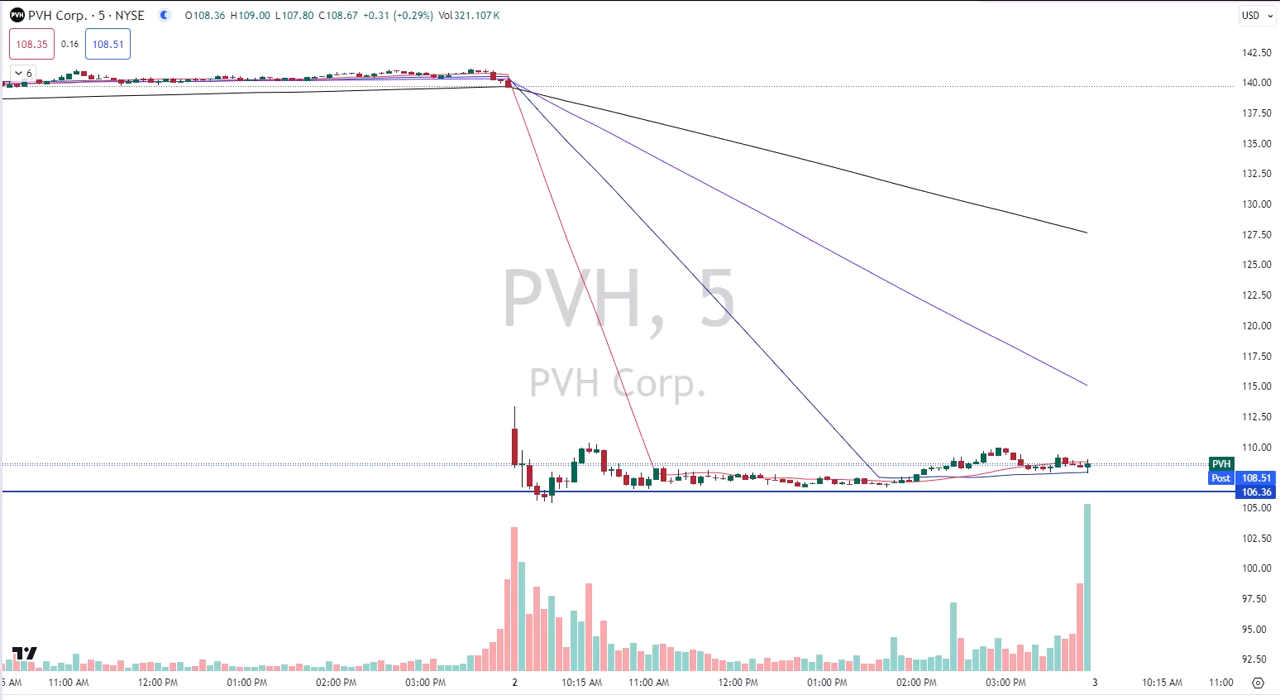 PVH PVH Corp. · 5 · NYSE O108.36 H109.00 L107.80 C108.67 +0.31 (+0.29%) Vol321.107K
USD
108.35 0.16 108.51
6
142.50
140.00
137.50
135.00
132.50
130.00
127.50
125.00
122.50
120.00
117.50
115.00
112.50
110.00
PVH, 5
PVH Corp.
PVH
Post 108.51
106.36
105.00
102.50
100.00
97.50
95.00
92.50
AM 11:00 AM 12:00 PM 01:00 PM 02:00 PM 03:00 PM 2 10:15 AM 11:00 AM 12:00 PM 01:00 PM 02:00 PM 03:00 PM 3 10:15 AM 11:00